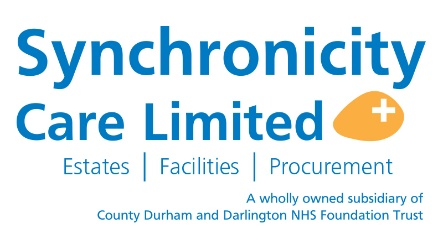 Synchronicity
Care Limited
Estates | Facilities | Procurement
A wholly owned subsidiary of
County Durham and Darlington NHS Foundation Trust